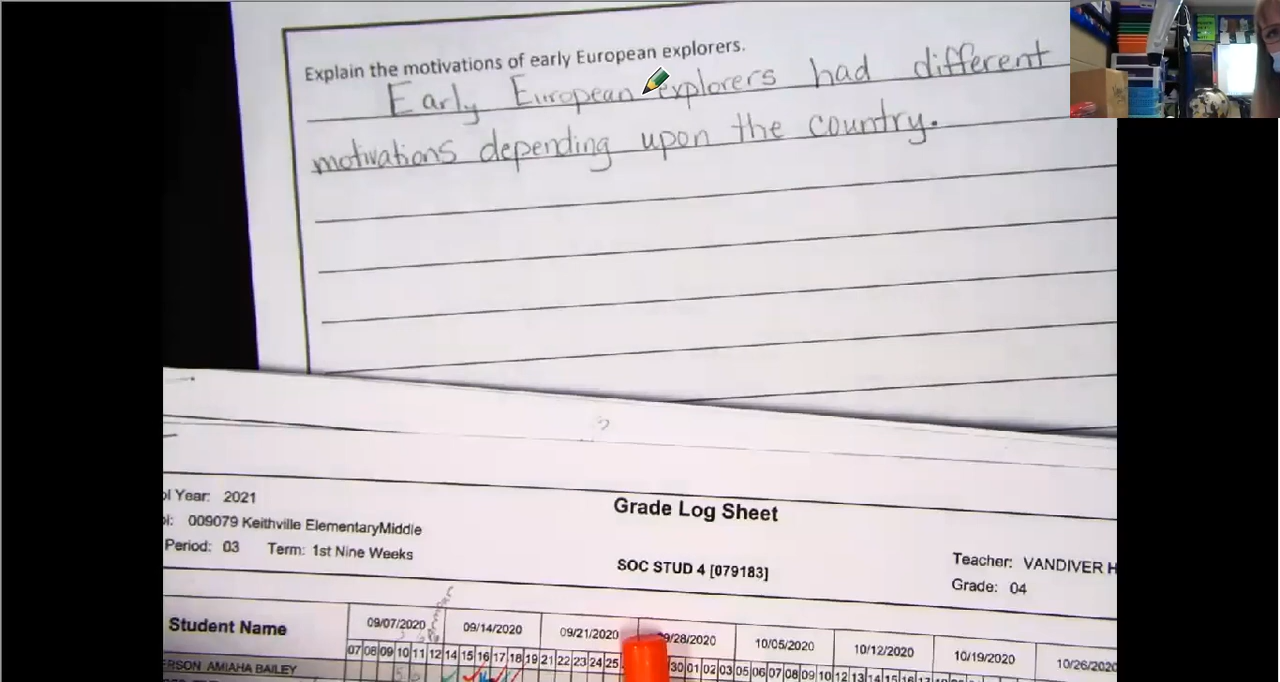 Explain the motivations of early European explorers.
Early European explorers had different
motivations depending upon the country.
Year: 2021
Grade Log Sheet
009079 Keithville ElementaryMiddle
Period: 03 Term: 1st Nine Weeks
SOC STUD 4 [079183]
Teacher: VANDIVER H
Grade: 04
Student Name
09/07/2020 09/14/2020 09/21/2020 09/28/2020 10/05/2020 10/12/2020 10/19/2020 10/26/2020
07 08 09 10 11 12 14 15 16 17 18 19 21 22 23 24 25 30 01 02 03 05 06 07 08 09 10 12 13 14 15 16
AMIAHA BAILEY